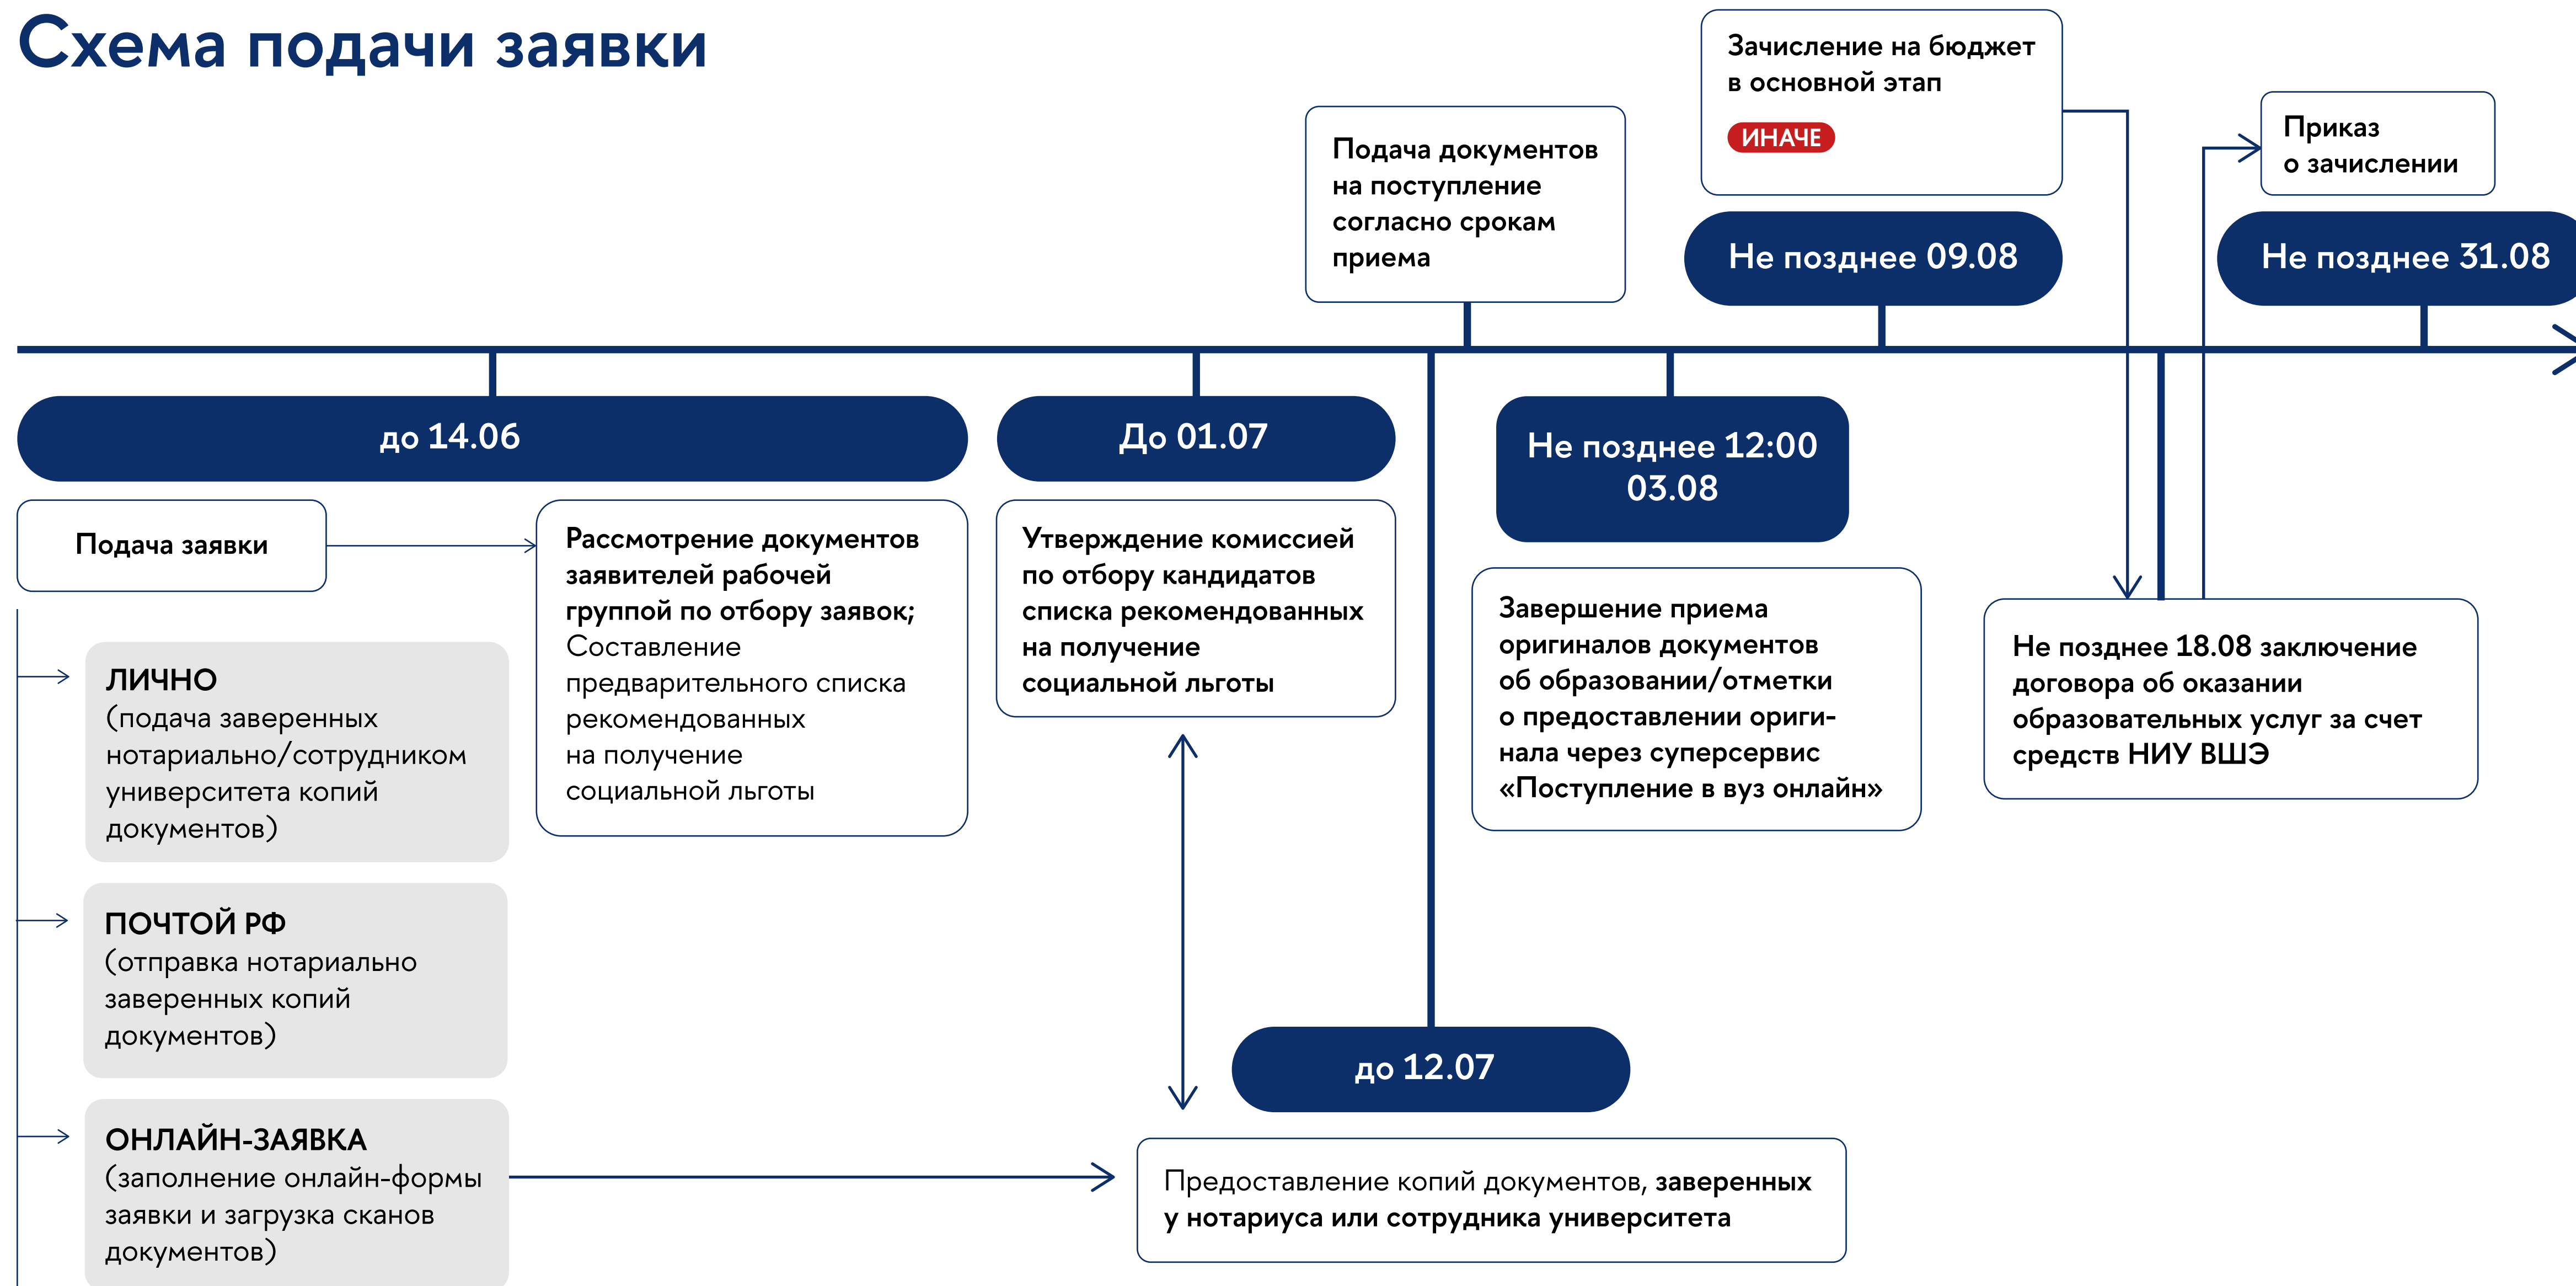 Схема подачи заявки
Зачисление на бюджет
в основной этап
ИНАЧЕ
Подача документов
на поступление
согласно срокам
приема
Приказ
о зачислении
Не позднее 09.08
Не позднее 31.08
до 14.06
До 01.07
Не позднее 12:00
03.08
Подача заявки
Рассмотрение документов
заявителей рабочей
группой по отбору заявок;
Составление
предварительного списка
рекомендованных
на получение
социальной льготы
Утверждение комиссией
по отбору кандидатов
списка рекомендованных
на получение
социальной льготы
Завершение приема
оригиналов документов
об образовании/отметки
о предоставлении ориги-
нала через суперсервис
«Поступление в вуз онлайн»
Не позднее 18.08 заключение
договора об оказании
образовательных услуг за счет
средств НИУ ВШЭ
ЛИЧНО
(подача заверенных
нотариально/сотрудником
университета копий
документов)
ПОЧТОЙ РФ
(отправка нотариально
заверенных копий
документов)
ОНЛАЙН-ЗАЯВКА
(заполнение онлайн-формы
заявки и загрузка сканов
документов)
до 12.07
Предоставление копий документов, заверенных
у нотариуса или сотрудника университета